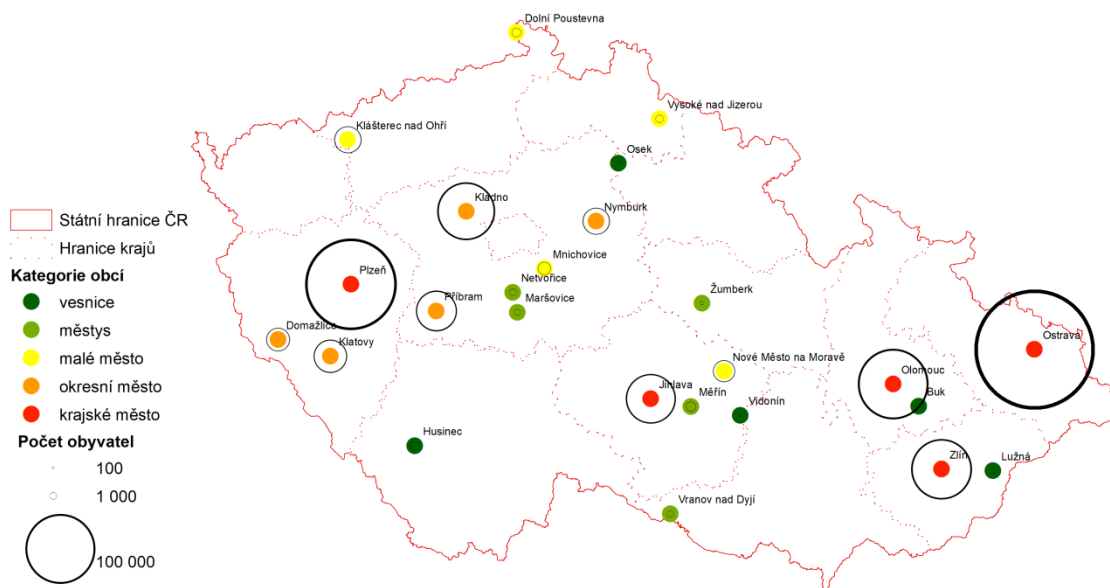 Dolní Poustevna
Vysoké nad Jizerou
Klášterec nad Ohří
Osek
Kladno
Nymburk
Státní hranice ČR
Hranice krajů
Kategorie obcí
vesnice
městys
malé město
okresní město
krajské město
Počet obyvatel
100
1 000
100 000
Mnichovice
Plzeň
Netvořice
Maršovice
Žumberk
Příbram
Domažlice
Klatovy
Nové Město na Moravě
Ostrava
Olomouc
Jihlava
Měřín
Buk
Vidonín
Husinec
Zlín
Lužná
Vranov nad Dyjí